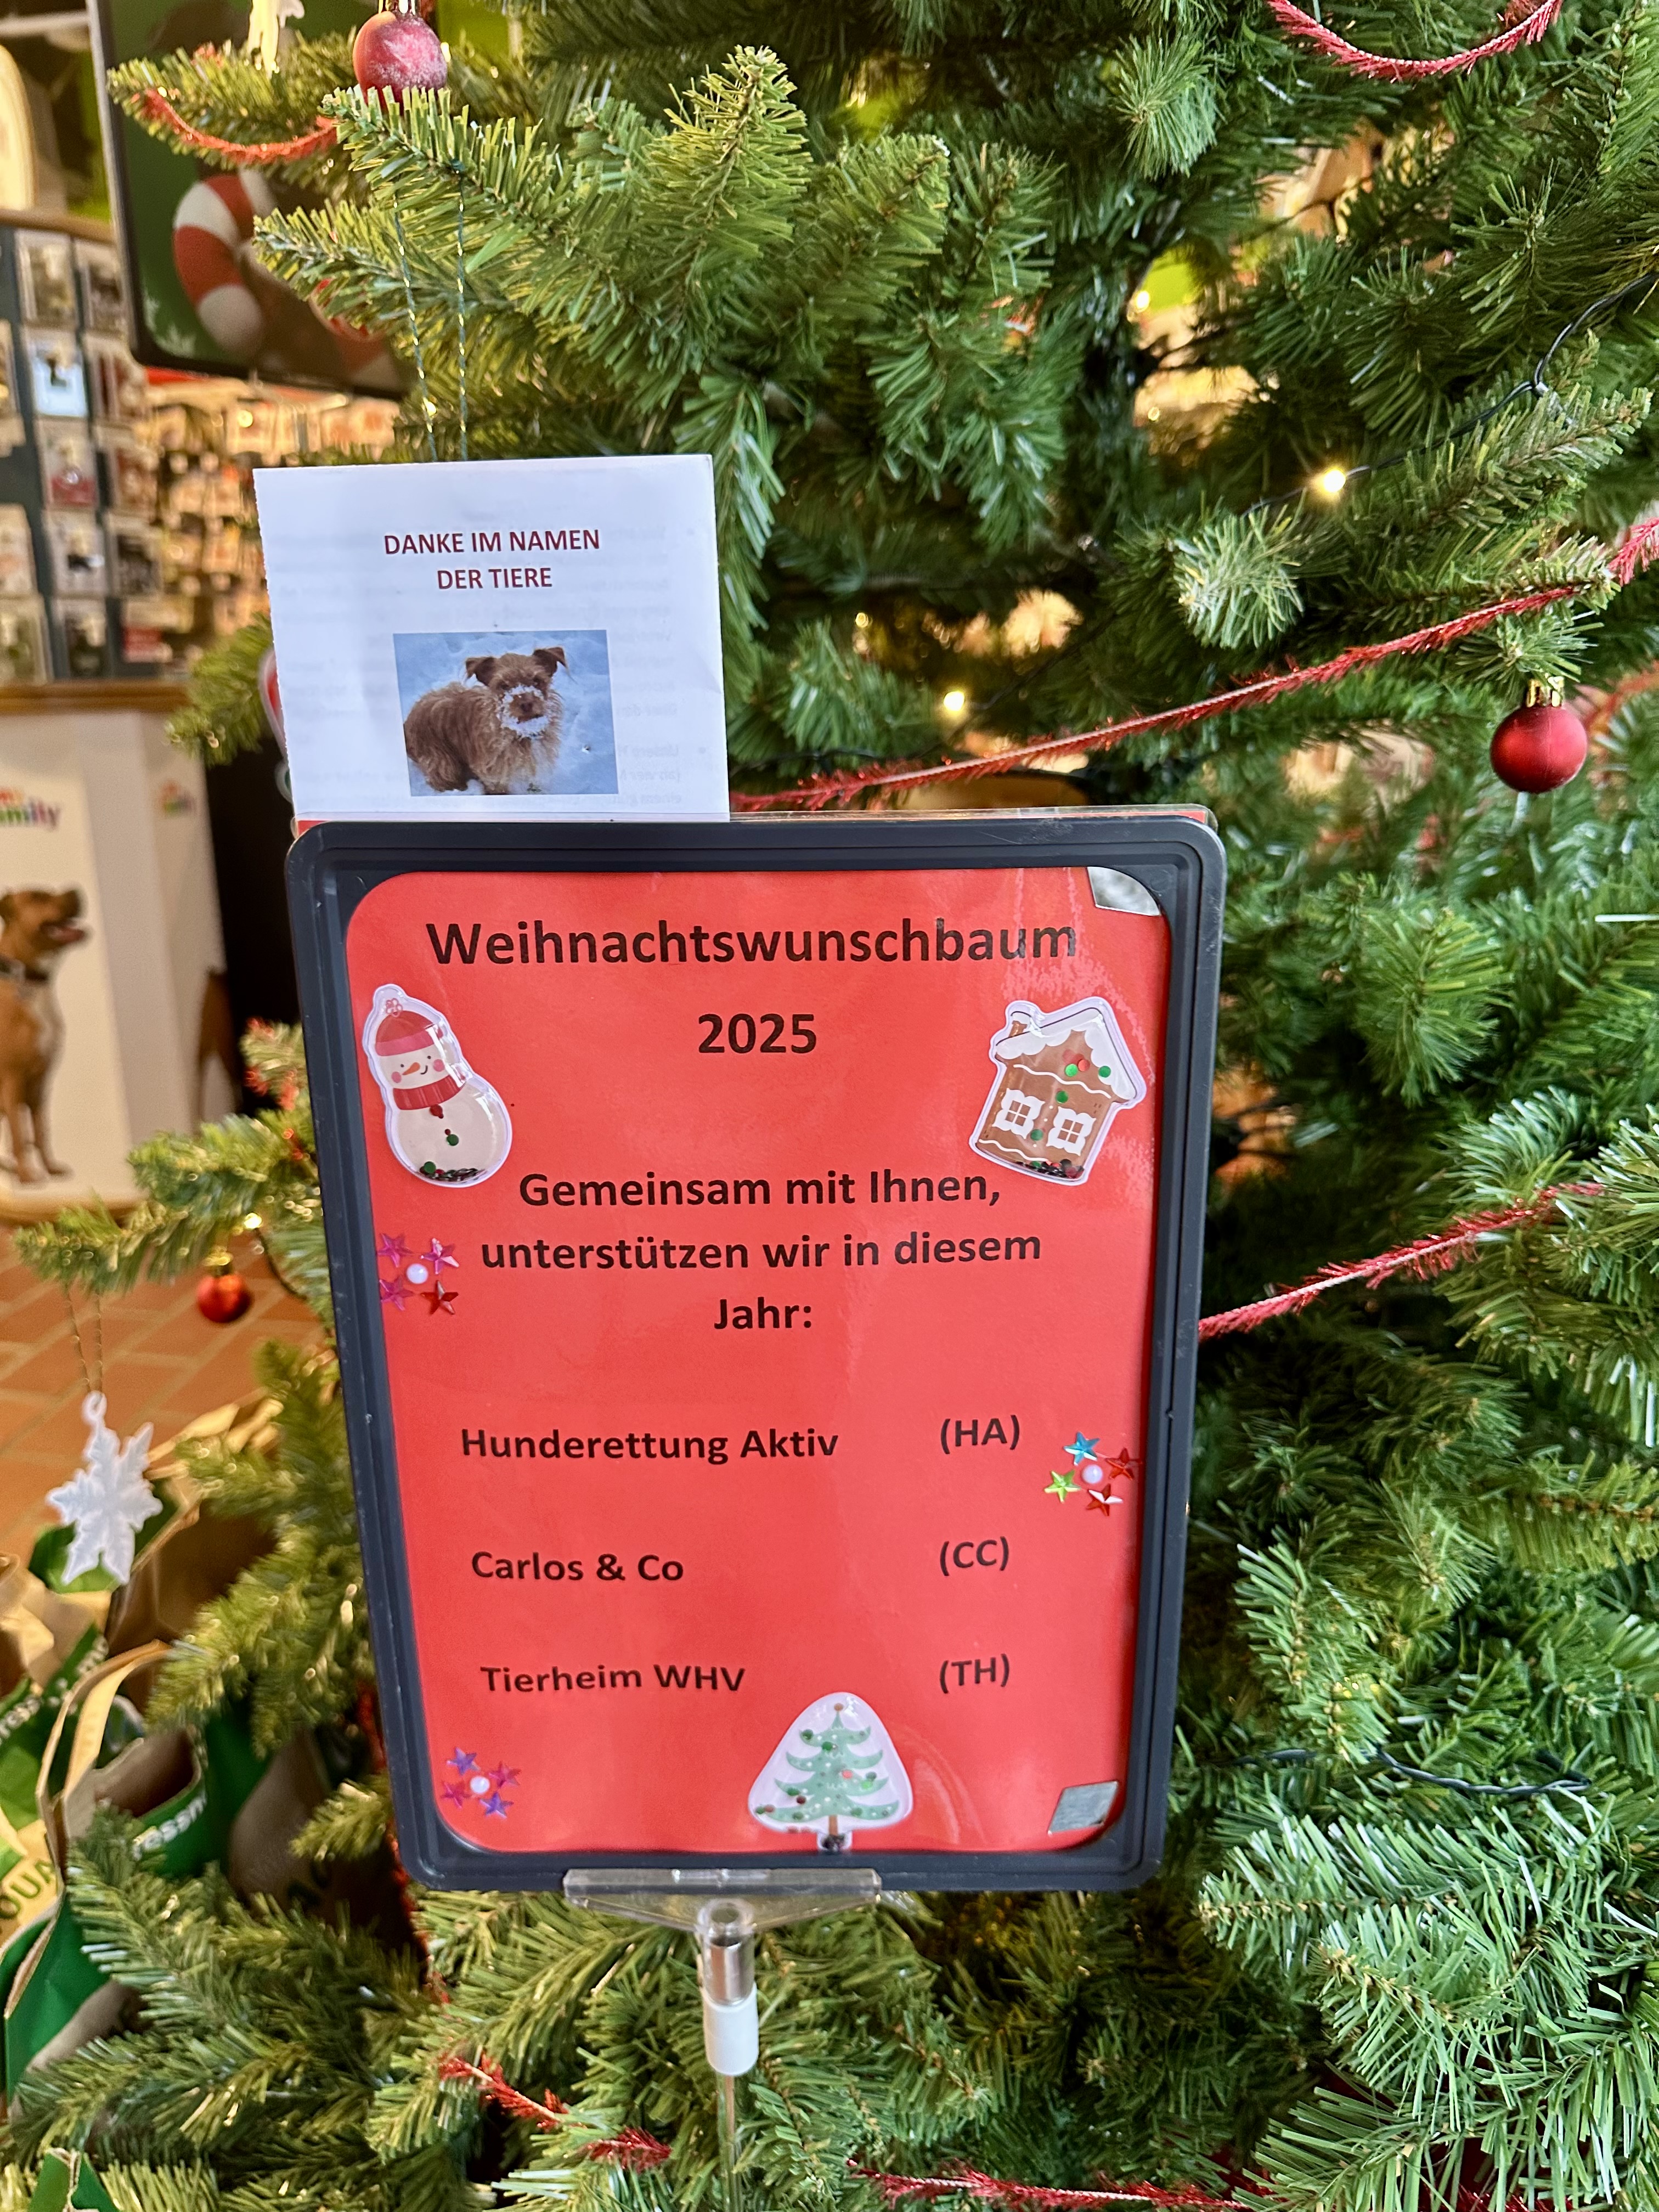 DANKE IM NAMEN
DER TIERE
Weihnachtswunschbaum
2025
Gemeinsam mit Ihnen,
unterstützen wir in diesem
Jahr:
Hunderettung Aktiv (HA)
Carlos & Co (CC)
Tierheim WHV (TH)